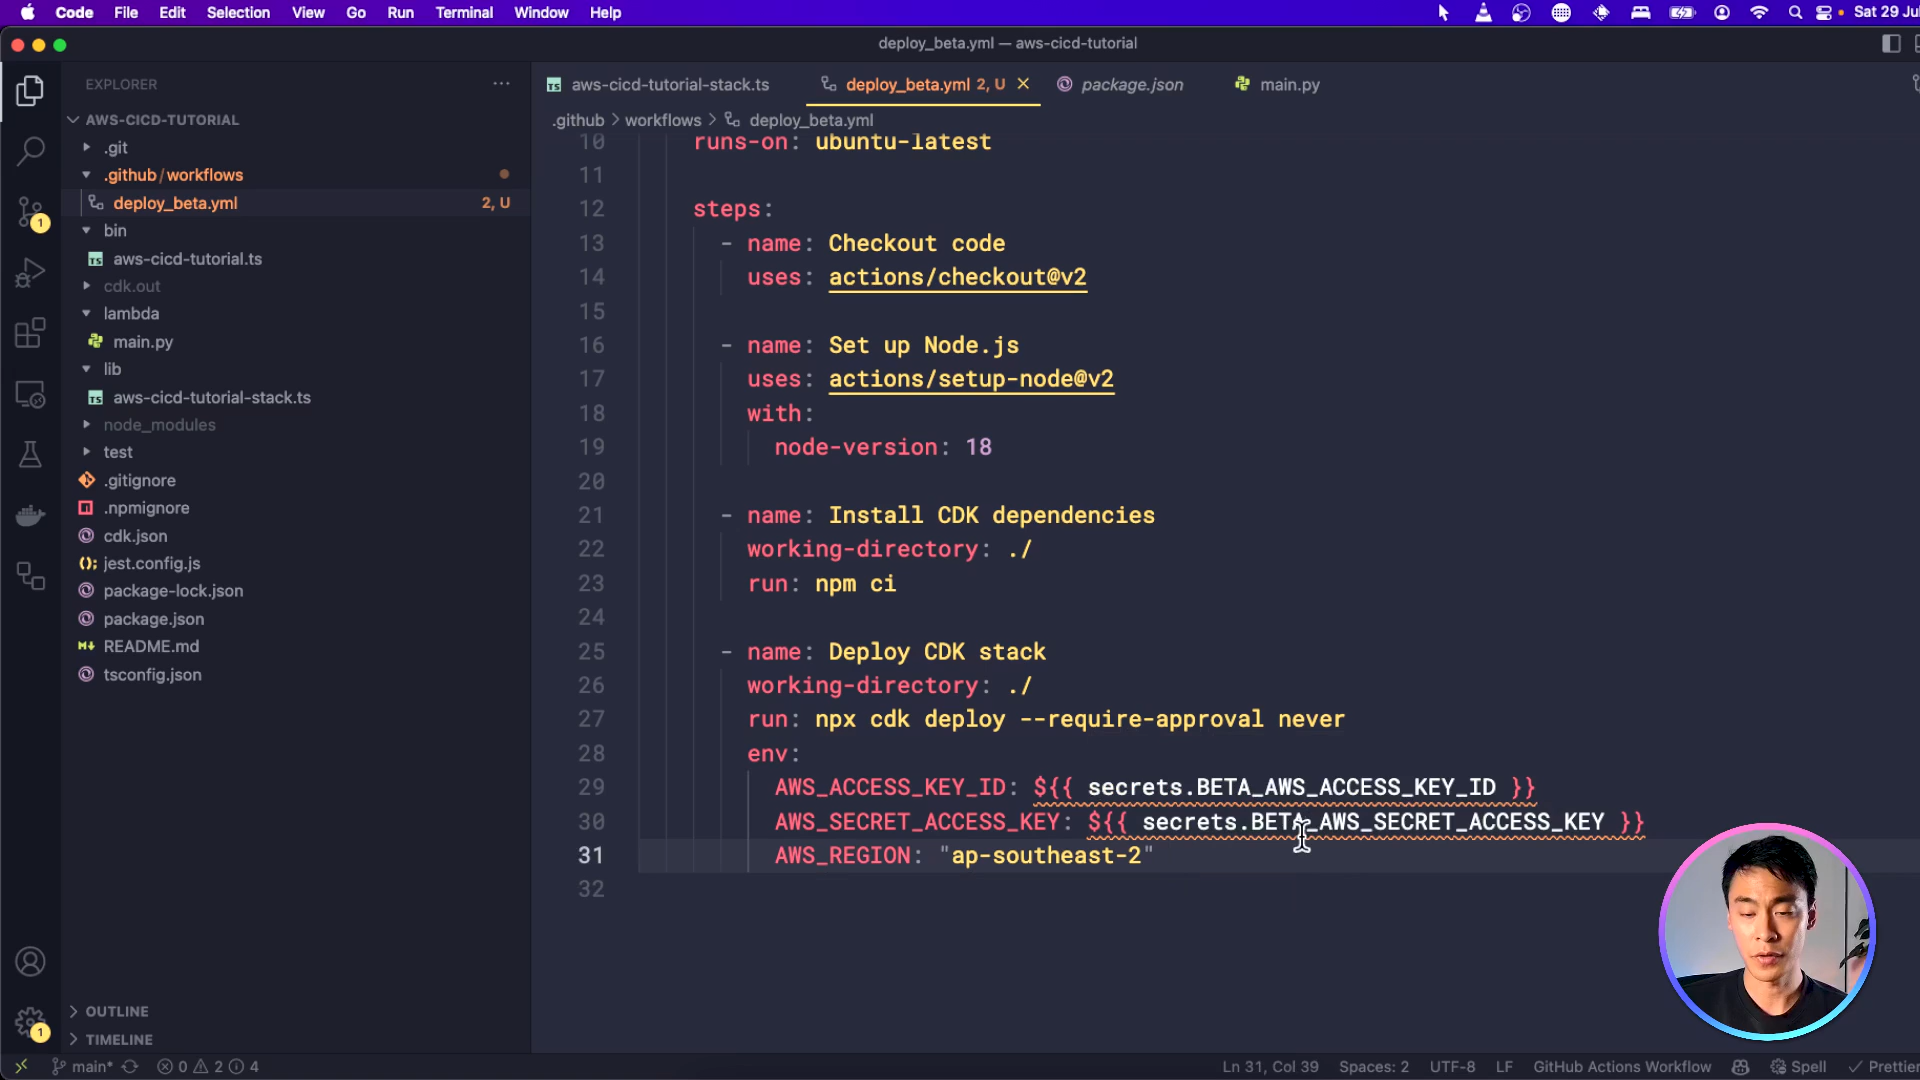 Code File Edit Selection View Go Run Terminal Window Help Sat 29 Jul
deploy_beta.yml — aws-cicd-tutorial
EXPLORER
AWS-CICD-TUTORIAL
.git
.github/workflows
deploy_beta.yml 2, U
bin
aws-cicd-tutorial.ts
cdk.out
lambda
main.py
lib
aws-cicd-tutorial-stack.ts
node_modules
test
.gitignore
.npmignore
cdk.json
jest.config.js
package-lock.json
package.json
README.md
tsconfig.json
OUTLINE
TIMELINE
1
1
aws-cicd-tutorial-stack.ts deploy_beta.yml 2, U package.json main.py
.github > workflows > deploy_beta.yml
10 runs-on: ubuntu-latest
11
12 steps:
13 - name: Checkout code
14 uses: actions/checkout@v2
15
16 - name: Set up Node.js
17 uses: actions/setup-node@v2
18 with:
19 node-version: 18
20
21 - name: Install CDK dependencies
22 working-directory: ./
23 run: npm ci
24
25 - name: Deploy CDK stack
26 working-directory: ./
27 run: npx cdk deploy --require-approval never
28 env:
29 AWS_ACCESS_KEY_ID: ${{ secrets.BETA_AWS_ACCESS_KEY_ID }}
30 AWS_SECRET_ACCESS_KEY: ${{ secrets.BETA_AWS_SECRET_ACCESS_KEY }}
31 AWS_REGION: "ap-southeast-2"
32
main* 0 2 4 Ln 31, Col 39 Spaces: 2 UTF-8 LF GitHub Actions Workflow Spell Prettier